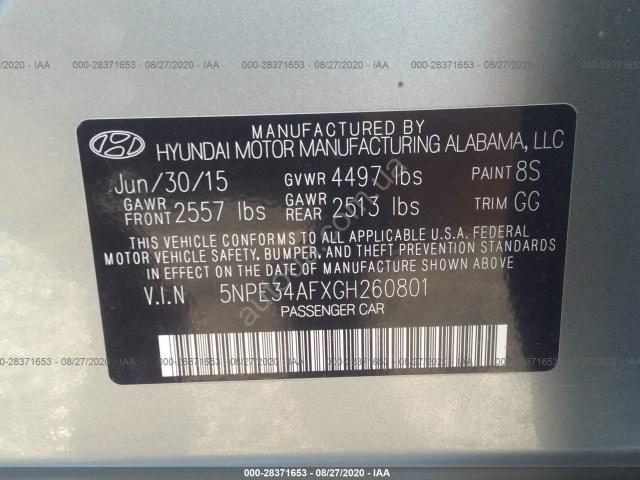 000-28371653 - 08/27/2020 - IAA
MANUFACTURED BY
HYUNDAI MOTOR MANUFACTURING ALABAMA, LLC
Jun/30/15 GVWR 4497 lbs PAINT 8S
GAWR FRONT 2557 lbs GAWR REAR 2513 lbs TRIM GG
THIS VEHICLE CONFORMS TO ALL APPLICABLE U.S.A. FEDERAL
MOTOR VEHICLE SAFETY, BUMPER, AND THEFT PREVENTION
STANDARDS IN EFFECT ON THE DATE OF MANUFACTURE SHOWN ABOVE.
V.I.N 5NPE34AFXGH260801
PASSENGER CAR
000-28371653 - 08/27/2020 - IAA